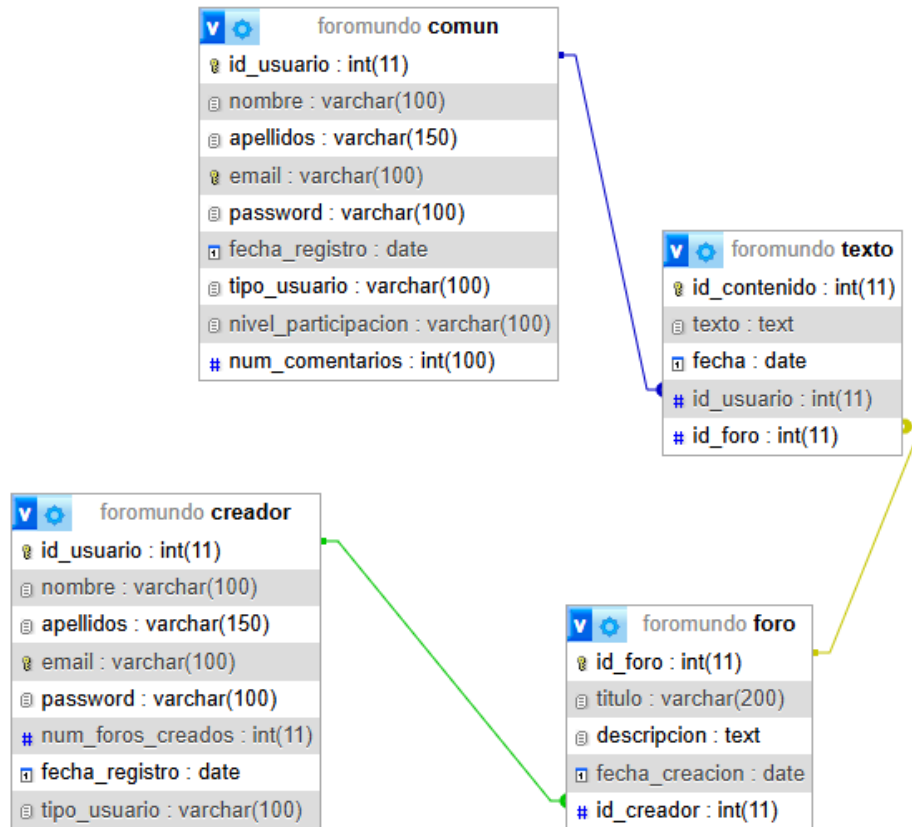 foromundo comun
id_usuario : int(11)
nombre : varchar(100)
apellidos : varchar(150)
email : varchar(100)
password : varchar(100)
fecha_registro : date
tipo_usuario : varchar(100)
nivel_participacion : varchar(100)
# num_comentarios : int(100)
foromundo texto
id_contenido : int(11)
texto : text
fecha : date
# id_usuario : int(11)
# id_foro : int(11)
foromundo creador
id_usuario : int(11)
nombre : varchar(100)
apellidos : varchar(150)
email : varchar(100)
password : varchar(100)
# num_foros_creados : int(11)
fecha_registro : date
tipo_usuario : varchar(100)
foromundo foro
id_foro : int(11)
titulo : varchar(200)
descripcion : text
fecha_creacion : date
# id_creador : int(11)